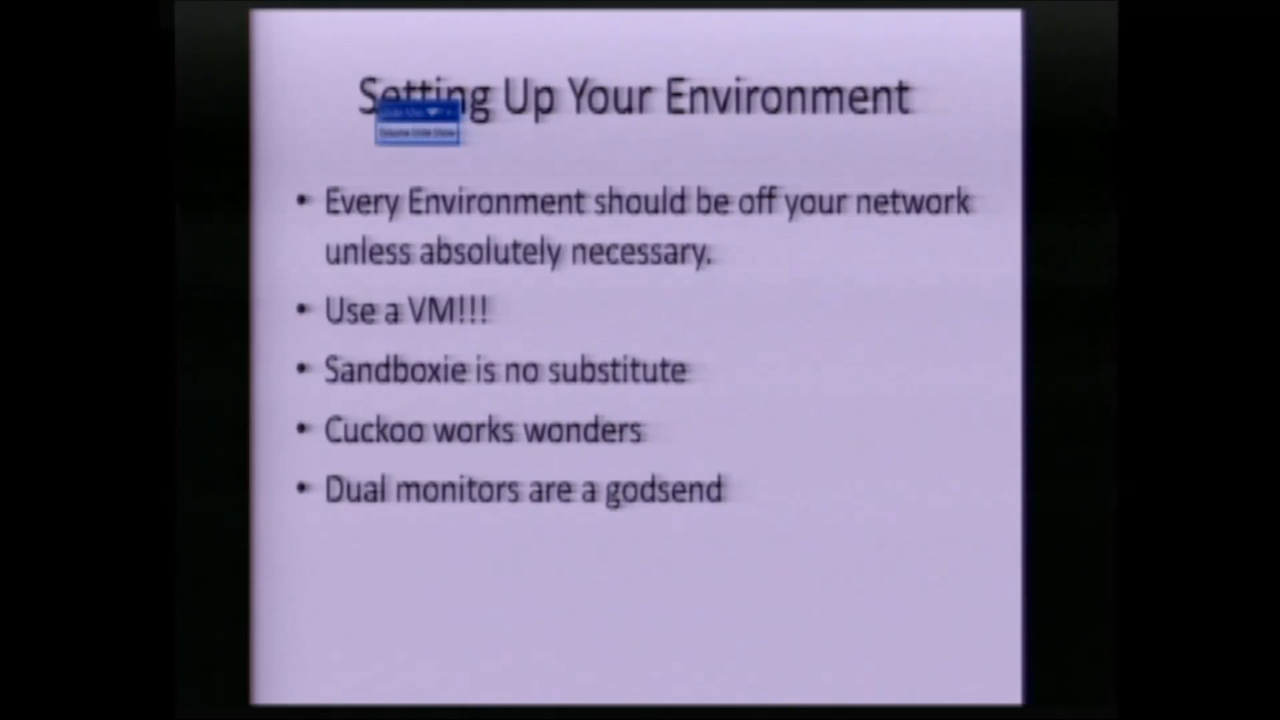 Setting Up Your Environment
• Every Environment should be off your network
unless absolutely necessary.
• Use a VM!!!
• Sandboxie is no substitute
• Cuckoo works wonders
• Dual monitors are a godsend